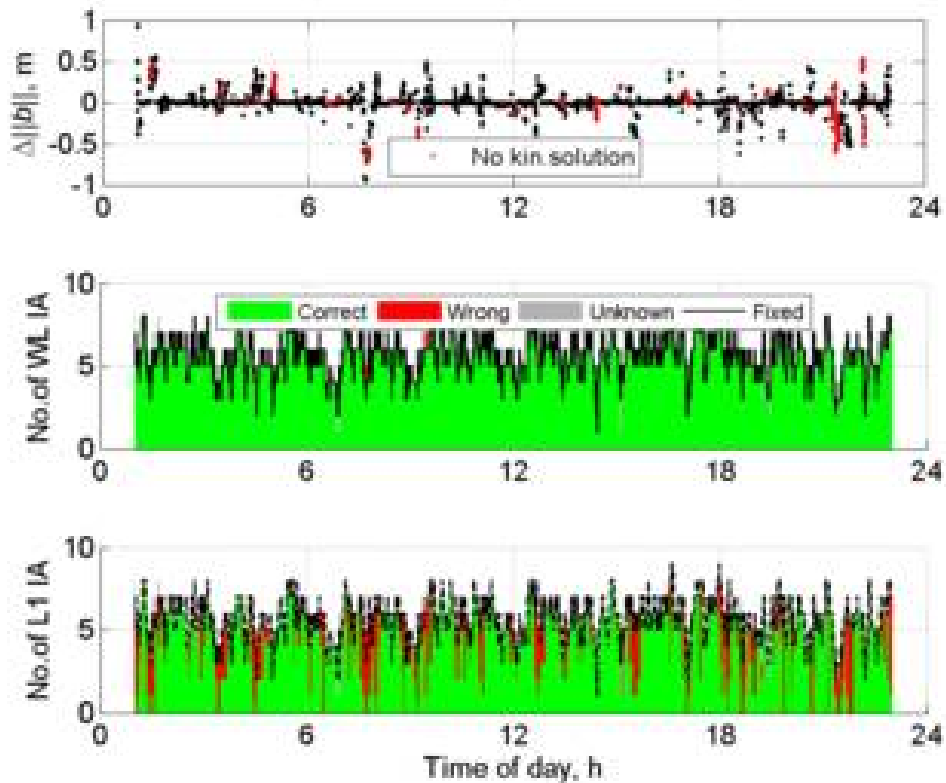 1
0.5
0
-0.5
-1
Δ||b||, m
No kin.solution
0 6 12 18 24
10
5
0
No.of WL IA
Correct Wrong Unknown Fixed
0 6 12 18 24
10
5
0
No.of L1 IA
0 6 12 18 24
Time of day, h